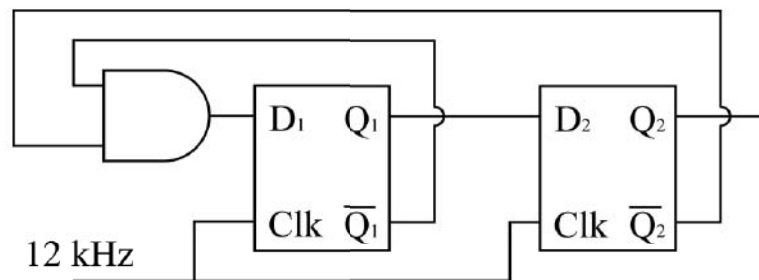 D₁ Q₁
D₂ Q₂
Clk Q̅₁
Clk Q̅₂
12 kHz